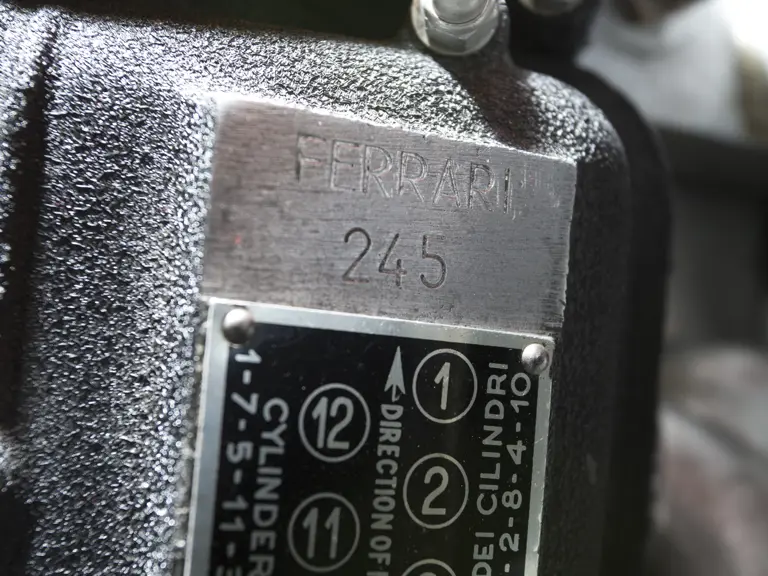 FERRARI
245
1
12
2
11
DIRECTION OF
CYLINDER
1-7-5-11-3
DEI CILINDRI
-2-8-4-10